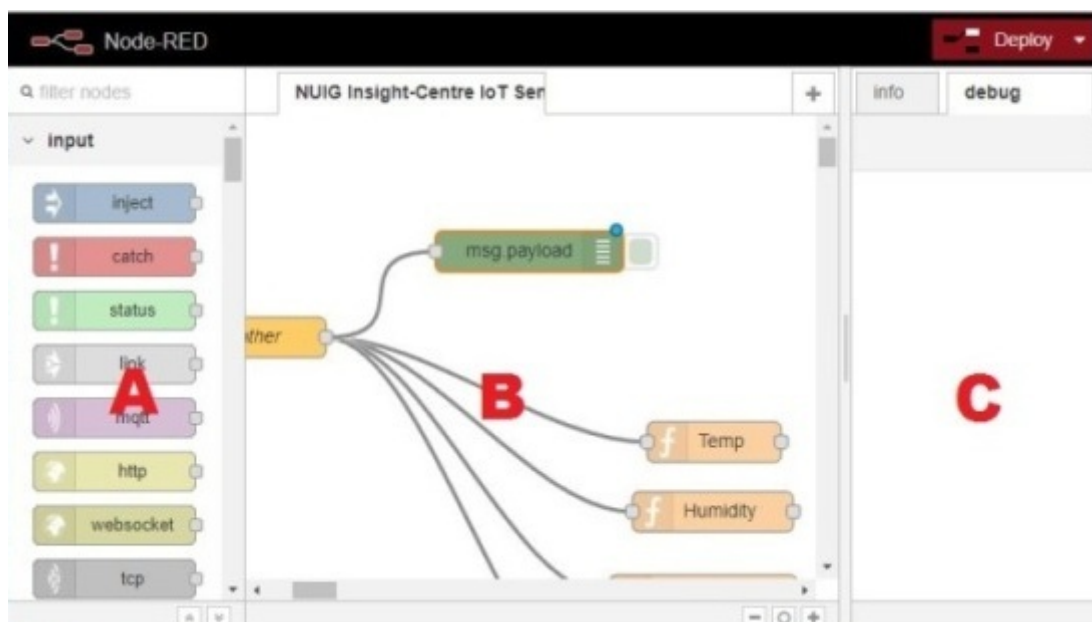 Node-RED
Deploy
filter nodes
NUIG Insight-Centre IoT Ser
+
info
debug
input
inject
catch
status
link
mqtt
http
websocket
tcp
A
ther
msg.payload
B
Temp
Humidity
C